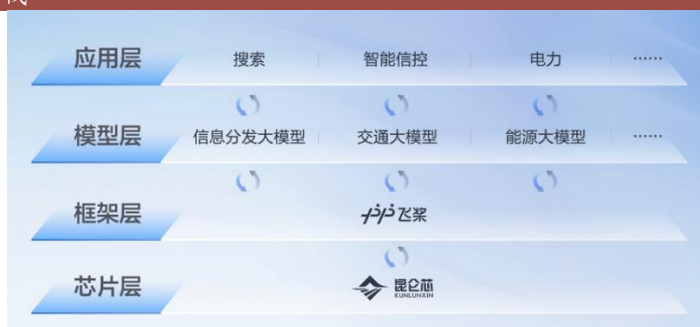 应用层 搜索 智能信控 电力 ······
模型层 信息分发大模型 交通大模型 能源大模型 ······
框架层 飞桨
芯片层 昆仑芯
KUNLUNXIN